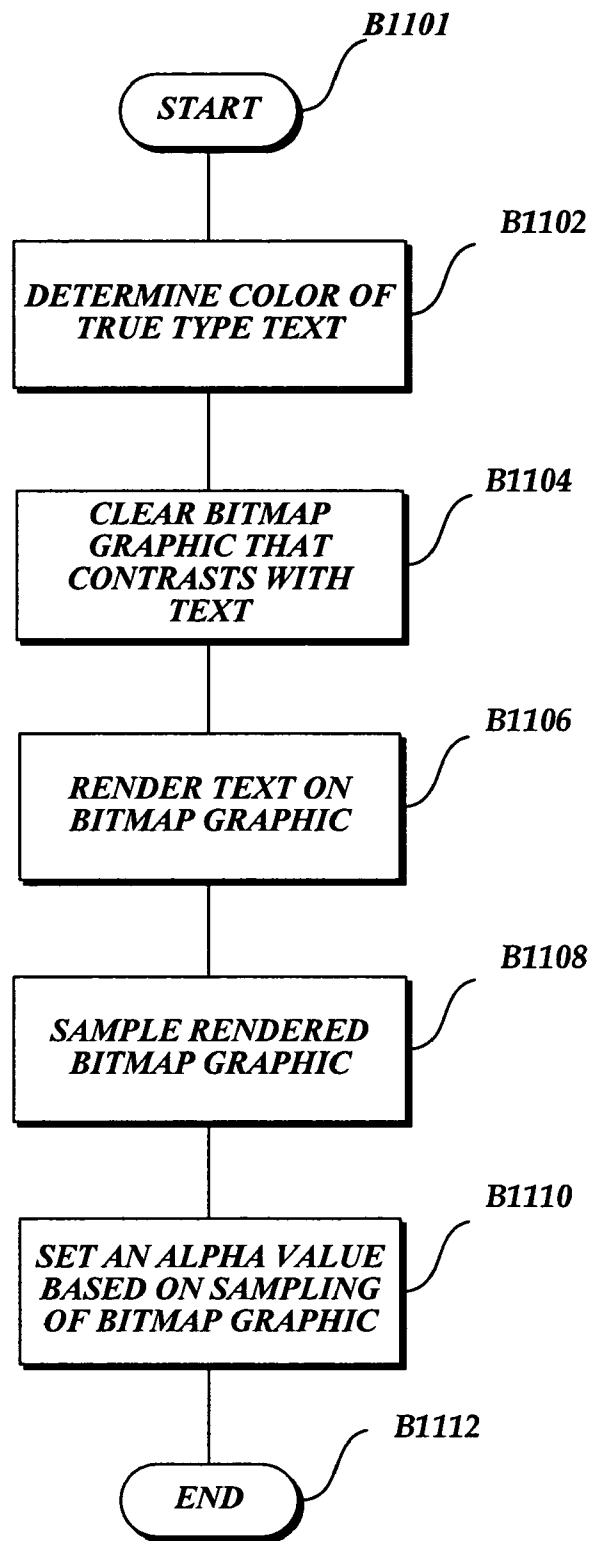 B1101
START
B1102
DETERMINE COLOR OF
TRUE TYPE TEXT
B1104
CLEAR BITMAP
GRAPHIC THAT
CONTRASTS WITH
TEXT
B1106
RENDER TEXT ON
BITMAP GRAPHIC
B1108
SAMPLE RENDERED
BITMAP GRAPHIC
B1110
SET AN ALPHA VALUE
BASED ON SAMPLING
OF BITMAP GRAPHIC
B1112
END